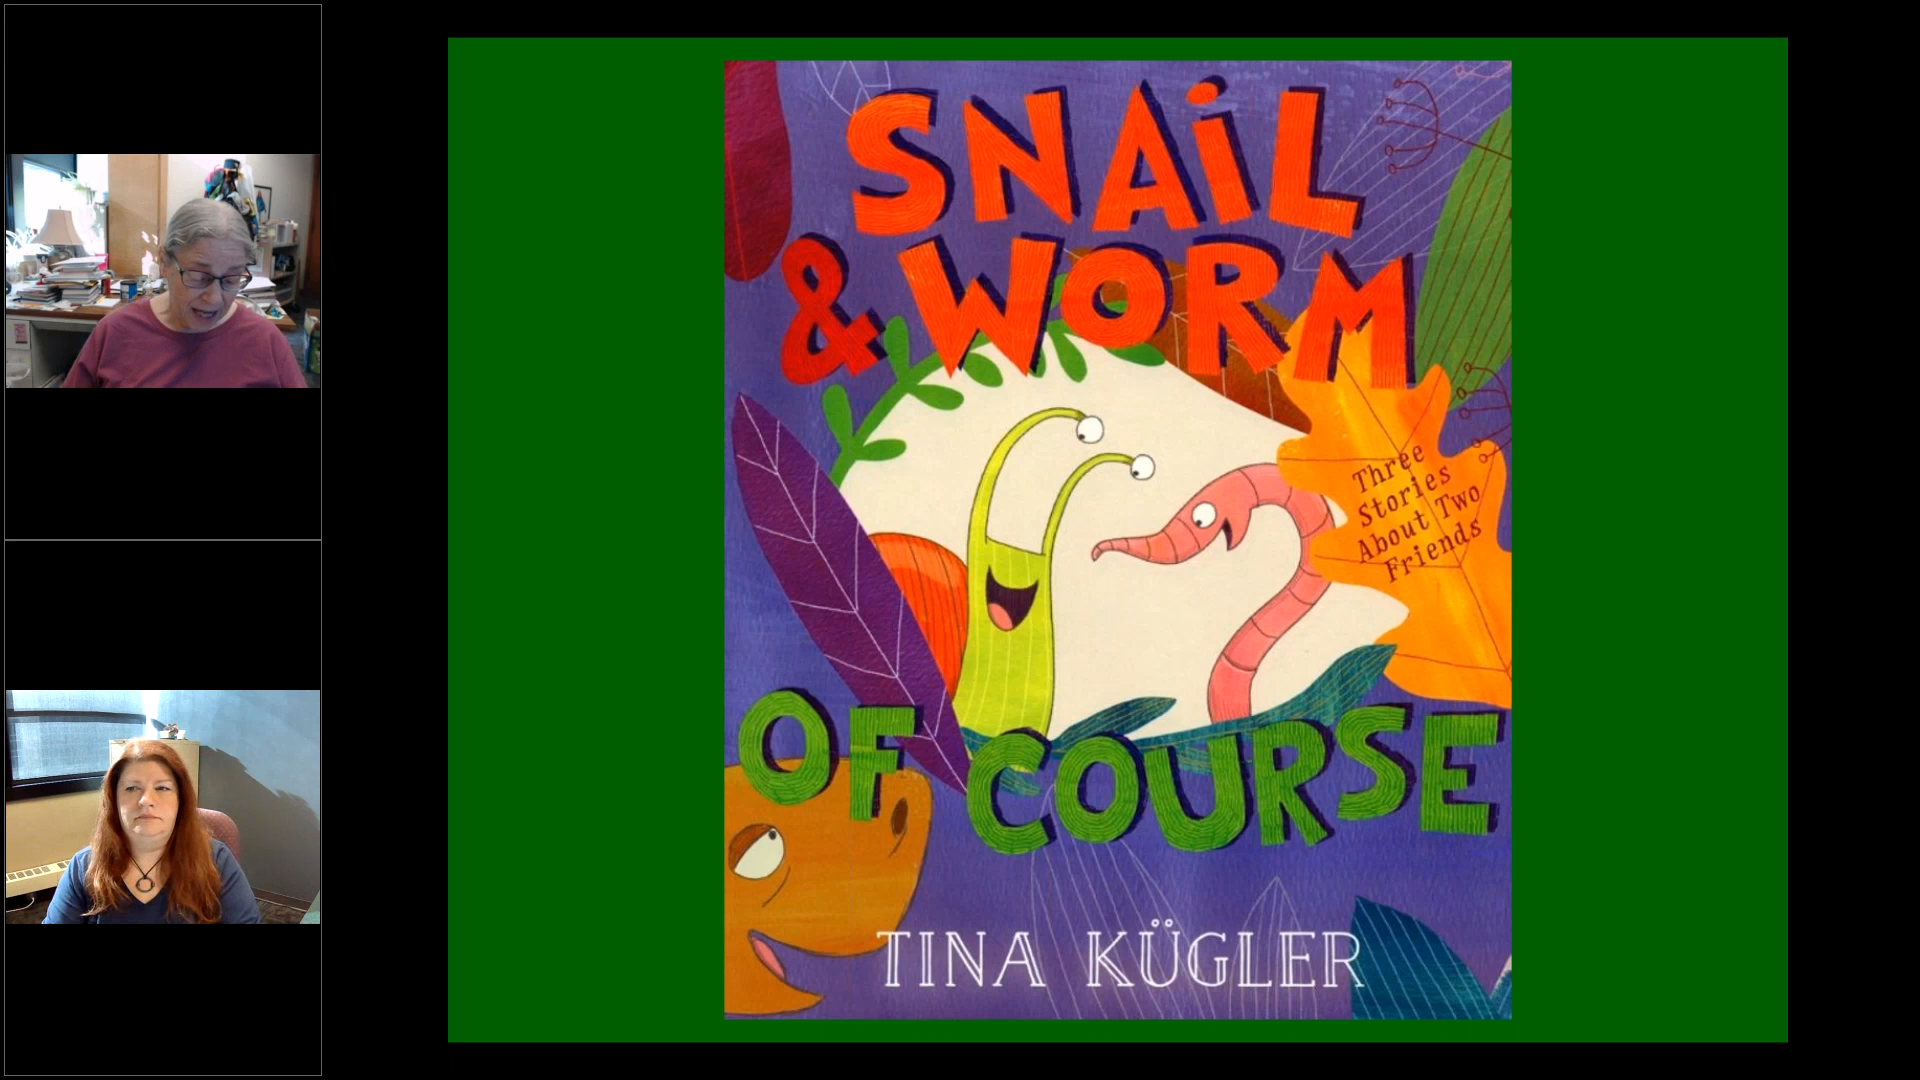 SNAiL
& WORM
Three
Stories
About Two
Friends
OF COURSE
TINA KÜGLER